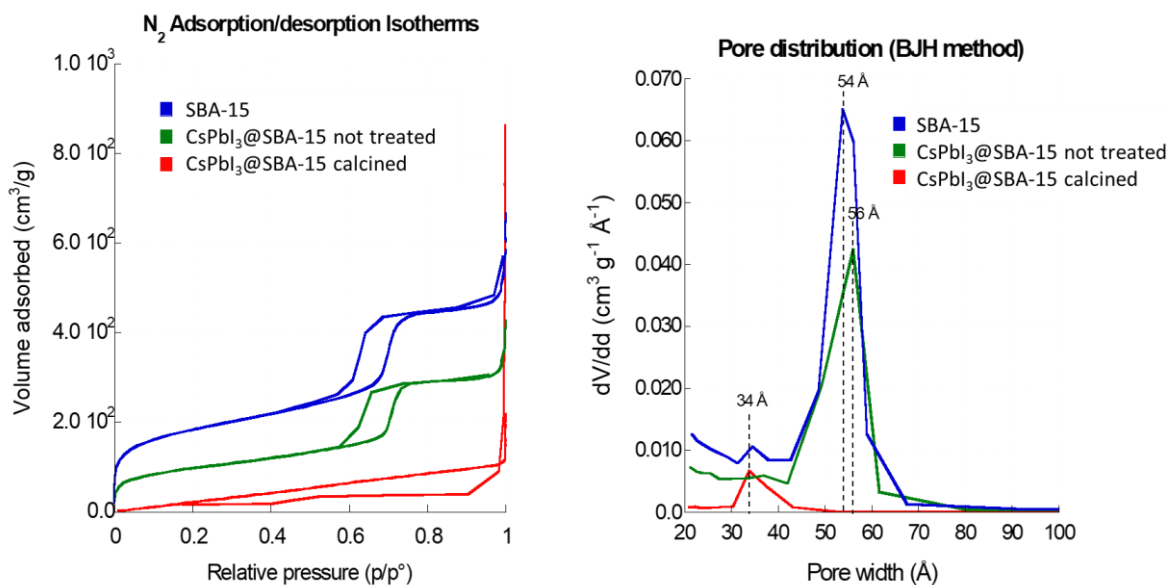 N₂ Adsorption/desorption Isotherms
1.0 10³
8.0 10²
6.0 10²
4.0 10²
2.0 10²
0.0
Volume adsorbed (cm³/g)
SBA-15
CsPbI₃@SBA-15 not treated
CsPbI₃@SBA-15 calcined
0 0.2 0.4 0.6 0.8 1
Relative pressure (p/p°)
Pore distribution (BJH method)
0.070
0.060
0.050
0.040
0.030
0.020
0.010
0.0
dV/dd (cm³ g⁻¹ Å⁻¹)
54 Å
SBA-15
CsPbI₃@SBA-15 not treated
CsPbI₃@SBA-15 calcined
56 Å
34 Å
20 30 40 50 60 70 80 90 100
Pore width (Å)